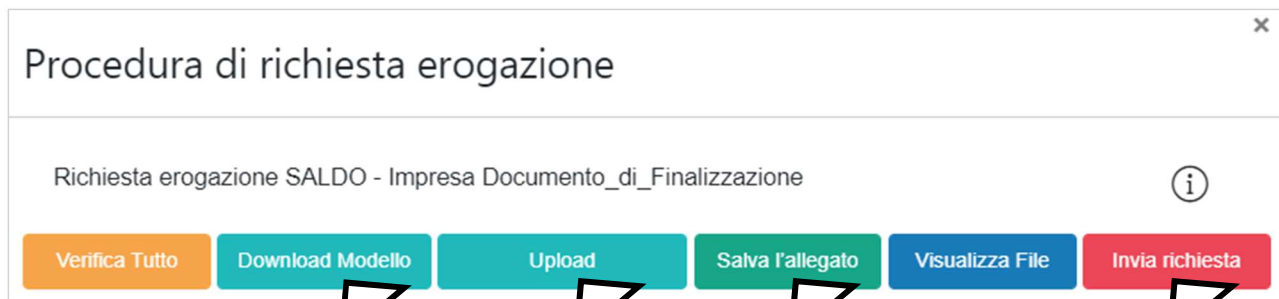 ×
Procedura di richiesta erogazione
Richiesta erogazione SALDO - Impresa Documento_di_Finalizzazione
i
Verifica Tutto Download Modello Upload Salva l'allegato Visualizza File Invia richiesta